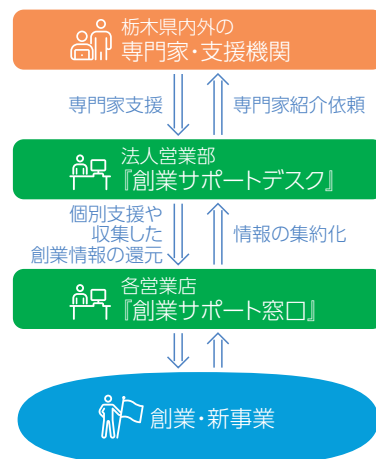 栃木県内外の
専門家・支援機関
専門家支援
専門家紹介依頼
法人営業部
『創業サポートデスク』
個別支援や
収集した
創業情報の還元
情報の集約化
各営業店
『創業サポート窓口』
創業・新事業